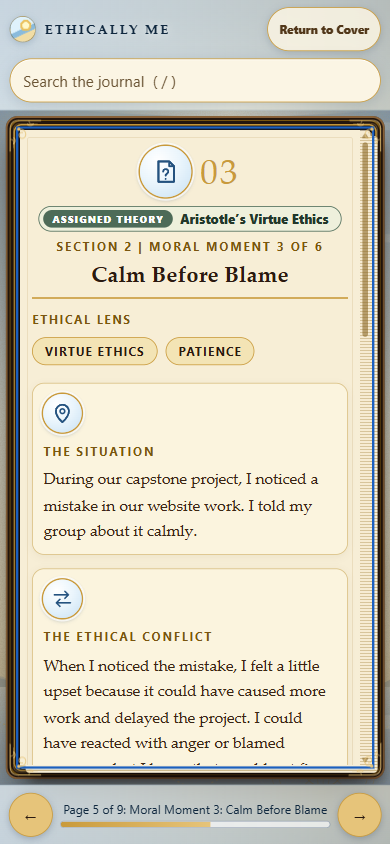 ETHICALLY ME
Return to Cover
Search the journal ( / )
03
ASSIGNED THEORY Aristotle's Virtue Ethics
SECTION 2 | MORAL MOMENT 3 OF 6
Calm Before Blame
ETHICAL LENS
VIRTUE ETHICS PATIENCE
THE SITUATION
During our capstone project, I noticed a
mistake in our website work. I told my
group about it calmly.
THE ETHICAL CONFLICT
When I noticed the mistake, I felt a little
upset because it could have caused more
work and delayed the project. I could
have reacted with anger or blamed
← Page 5 of 9: Moral Moment 3: Calm Before Blame →